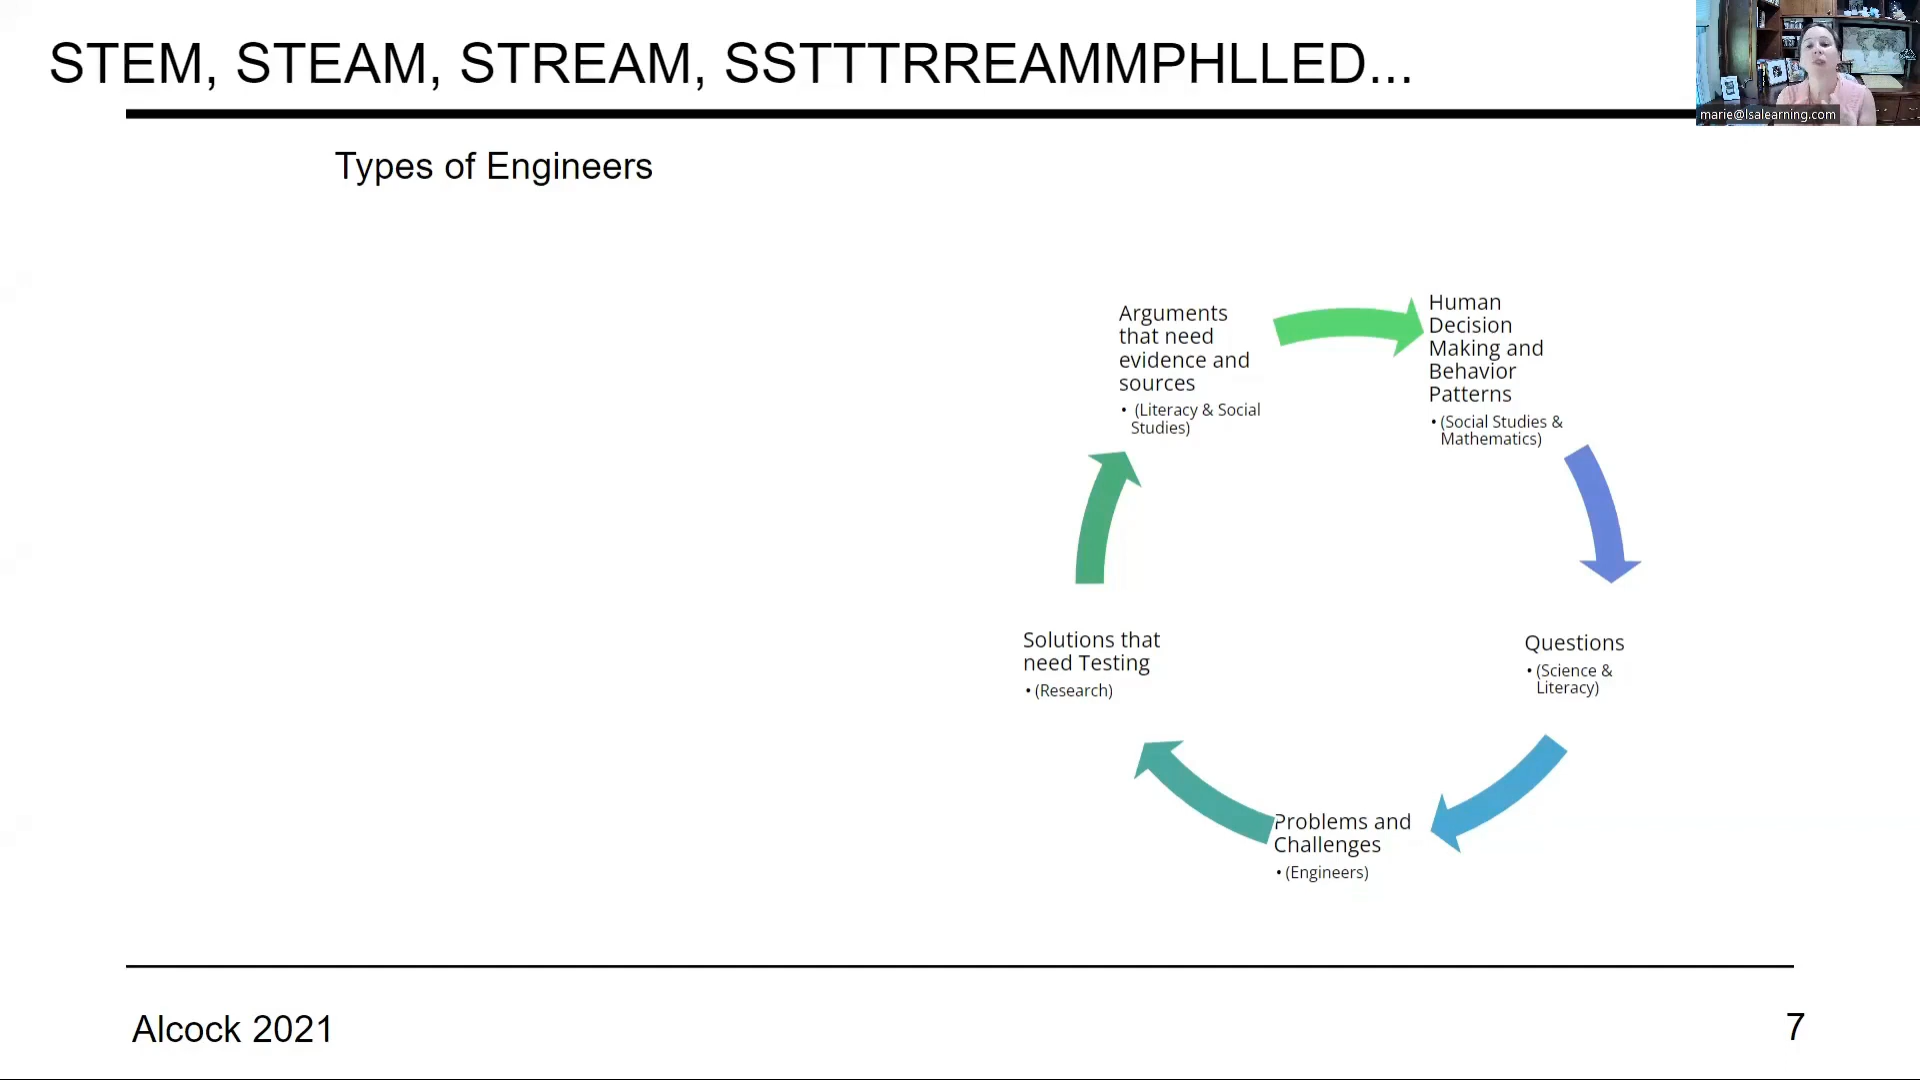 STEM, STEAM, STREAM, SSTTTRREAMMPHLLED...
marie@lsalearning.com
Types of Engineers
Arguments
that need
evidence and
sources
• (Literacy & Social
Studies)
Human
Decision
Making and
Behavior
Patterns
• (Social Studies &
Mathematics)
Questions
• (Science &
Literacy)
Problems and
Challenges
• (Engineers)
Solutions that
need Testing
• (Research)
Alcock 2021
7